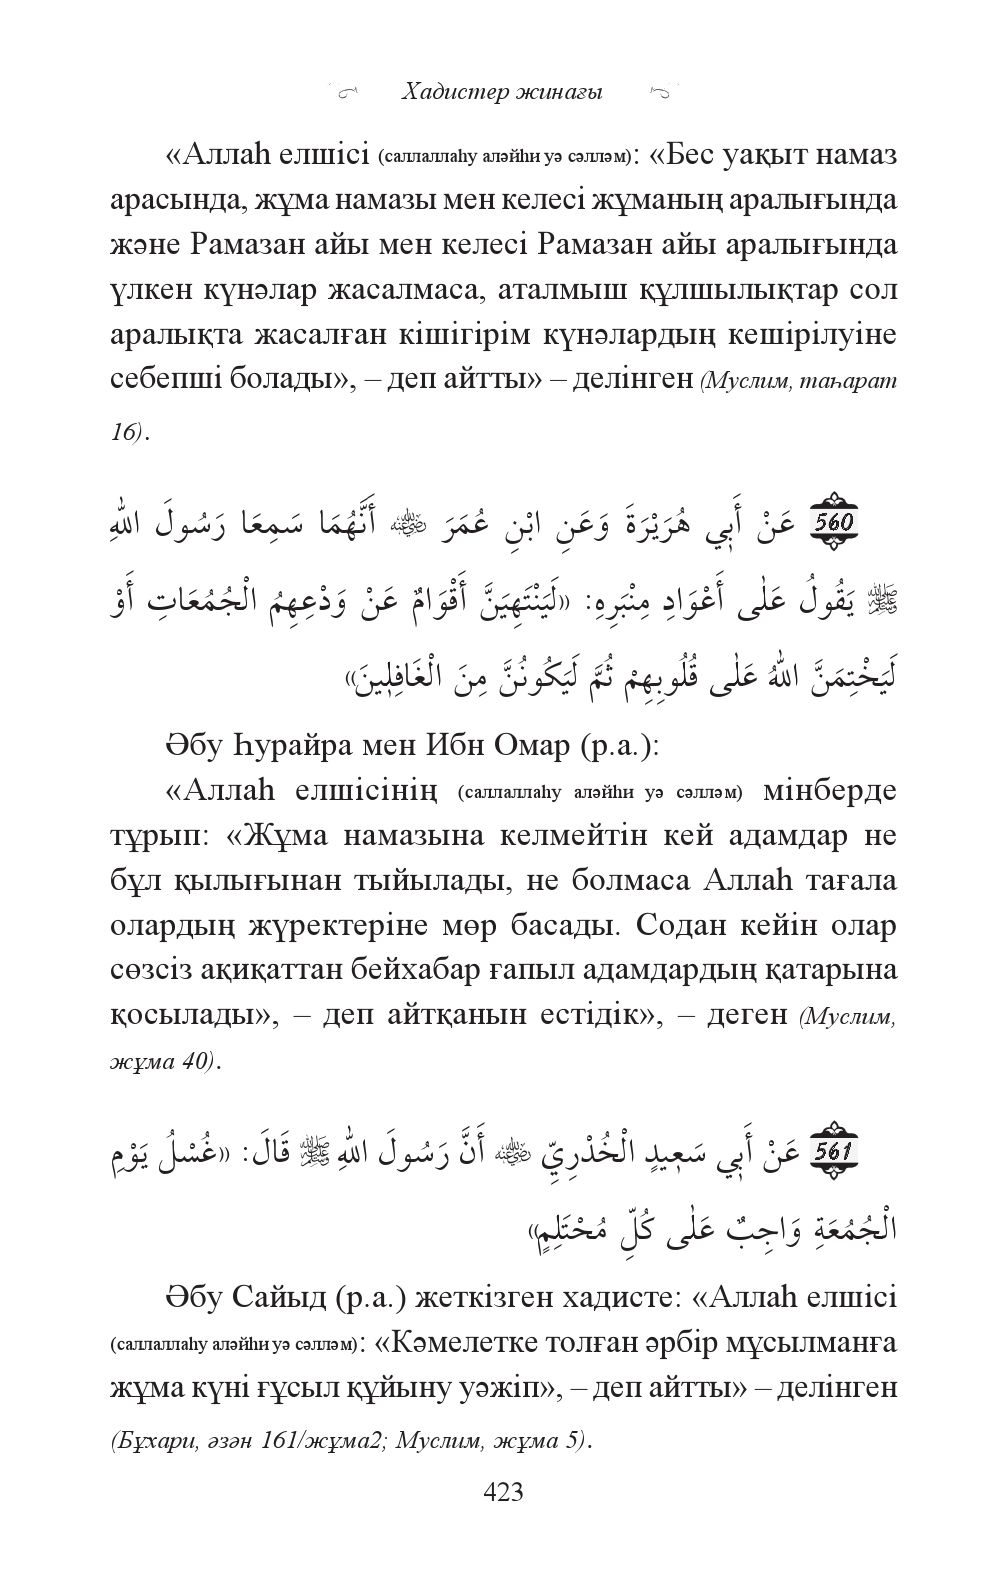 Хадистер жинағы
«Аллаһ елшісі (саллаллаһу аләйһи уә сәлләм): «Бес уақыт намаз
арасында, жұма намазы мен келесі жұманың аралығында
және Рамазан айы мен келесі Рамазан айы аралығында
үлкен күнәлар жасалмаса, аталмыш құлшылықтар сол
аралықта жасалған кішігірім күнәлардың кешірілуіне
себепші болады», – деп айтты» – делінген (Муслим, таһарат
16).
560 عَنْ أَبِي هُرَيْرَةَ وَعَنِ ابْنِ عُمَرَ ﷺ أَنَّهُمَا سَمِعَا رَسُولَ اللهِ
ﷺ يَقُولُ عَلَى أَعْوَادِ مِنْبَرِهِ: «لَيَنْتَهِيَنَّ أَقْوَامٌ عَنْ وَدْعِهِمُ الْجُمُعَاتِ أَوْ
لَيَخْتِمَنَّ اللهُ عَلَى قُلُوبِهِمْ ثُمَّ لَيَكُونُنَّ مِنَ الْغَافِلِينَ»
Әбу Һурайра мен Ибн Омар (р.а.):
«Аллаһ елшісінің (саллаллаһу аләйһи уә сәлләм) мінберде
тұрып: «Жұма намазына келмейтін кей адамдар не
бұл қылығынан тыйылады, не болмаса Аллаһ тағала
олардың жүректеріне мөр басады. Содан кейін олар
сөзсіз ақиқаттан бейхабар ғапыл адамдардың қатарына
қосылады», – деп айтқанын естідік», – деген (Муслим,
жұма 40).
561 عَنْ أَبِي سَعِيدٍ الْخُذْرِيِّ رضي الله عنه أَنَّ رَسُولَ اللهِ ﷺ قَالَ: «غُسْلُ يَوْمِ
الْجُمُعَةِ وَاجِبٌ عَلَى كُلِّ مُحْتَلِمٍ»
Әбу Сайыд (р.а.) жеткізген хадисте: «Аллаһ елшісі
(саллаллаһу аләйһи уә сәлләм): «Кәмелетке толған әрбір мұсылманға
жұма күні ғұсыл құйыну уәжіп», – деп айтты» – делінген
(Бұхари, әзән 161/жұма2; Муслим, жұма 5).
423